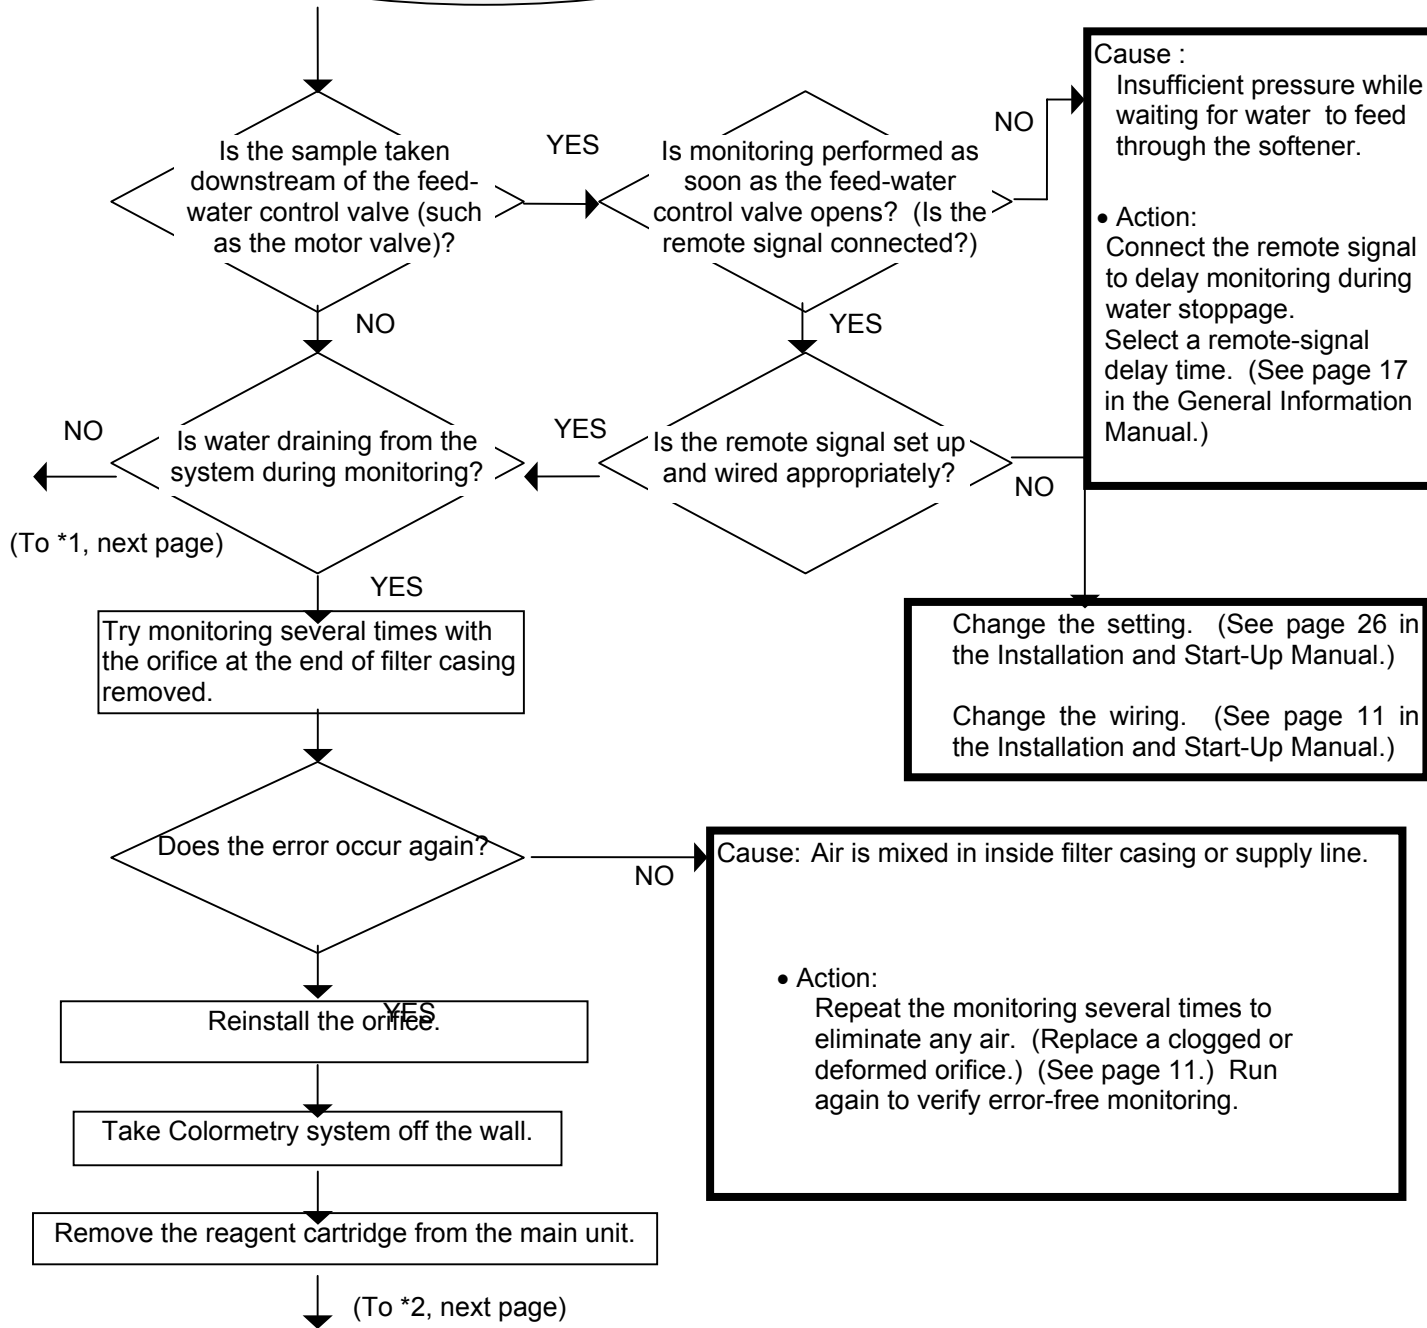 Is the sample taken
downstream of the feed-
water control valve (such
as the motor valve)?
YES
Is monitoring performed as
soon as the feed-water
control valve opens?  (Is the
remote signal connected?)
NO
Cause :
Insufficient pressure while
waiting for water  to feed
through the softener.
• Action:
Connect the remote signal
to delay monitoring during
water stoppage.
Select a remote-signal
delay time.  (See page 17
in the General Information
Manual.)
NO
YES
NO
Is water draining from the
system during monitoring?
YES
Is the remote signal set up
and wired appropriately?
NO
(To *1, next page)
YES
Try monitoring several times with
the orifice at the end of filter casing
removed.
Change the setting.  (See page 26 in
the Installation and Start-Up Manual.)
Change the wiring.  (See page 11 in
the Installation and Start-Up Manual.)
Does the error occur again?
NO
Cause: Air is mixed in inside filter casing or supply line.
• Action:
Repeat the monitoring several times to
eliminate any air.  (Replace a clogged or
deformed orifice.)  (See page 11.)  Run
again to verify error-free monitoring.
YES
Reinstall the orifice.
Take Colormetry system off the wall.
Remove the reagent cartridge from the main unit.
(To *2, next page)